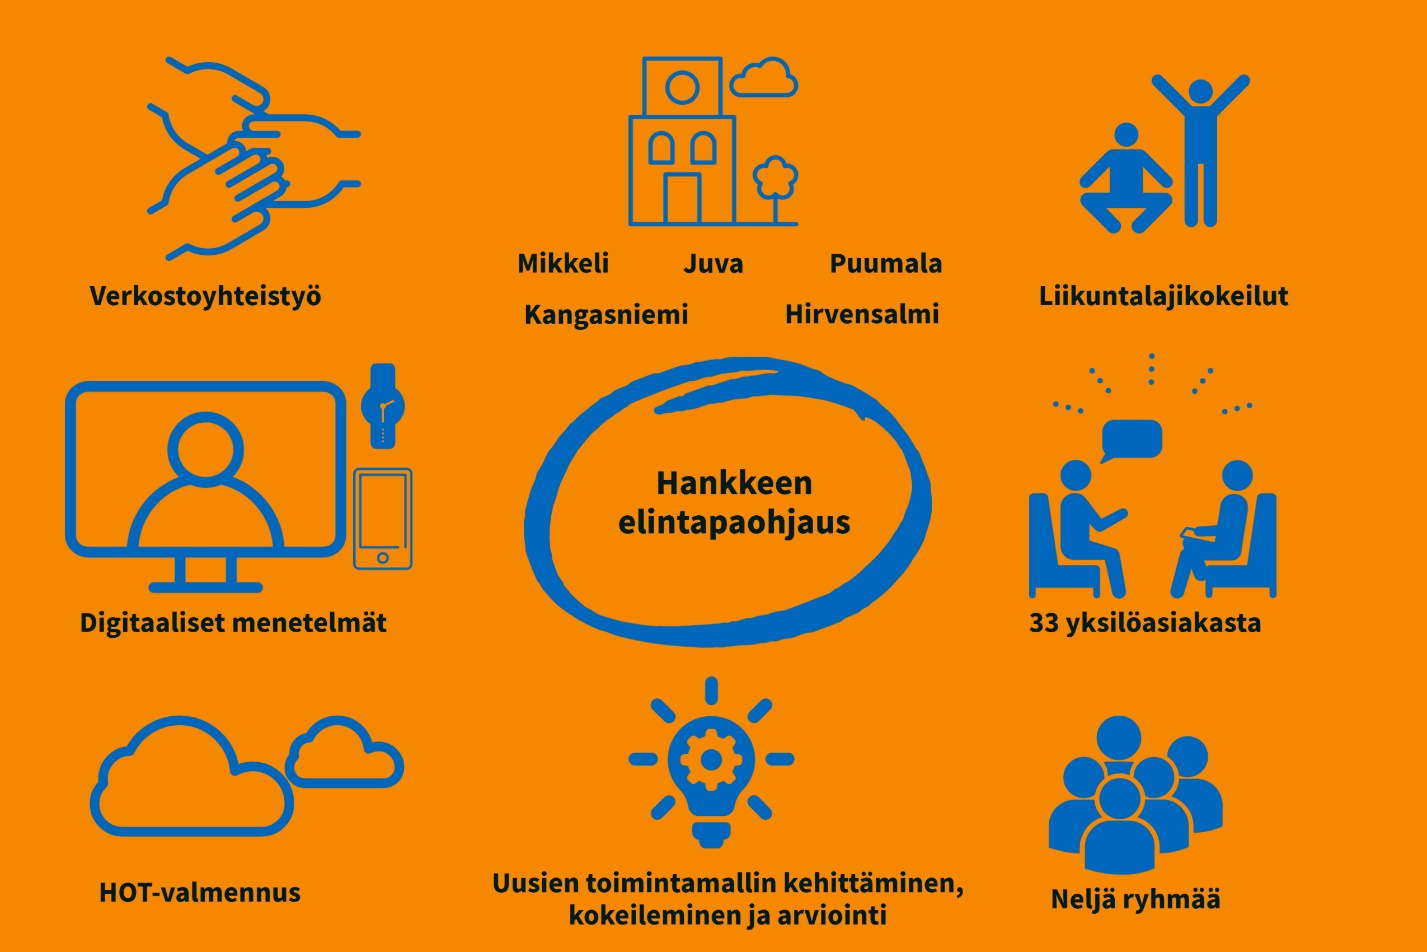 Mikkeli Juva Puumala
Verkostoyhteistyö
Liikuntalajikokeilut
Kangasniemi Hirvensalmi
Hankkeen
elintapaohjaus
Digitaaliset menetelmät
33 yksilöasiakasta
HOT-valmennus
Uusien toimintamallin kehittäminen,
kokeileminen ja arviointi
Neljä ryhmää